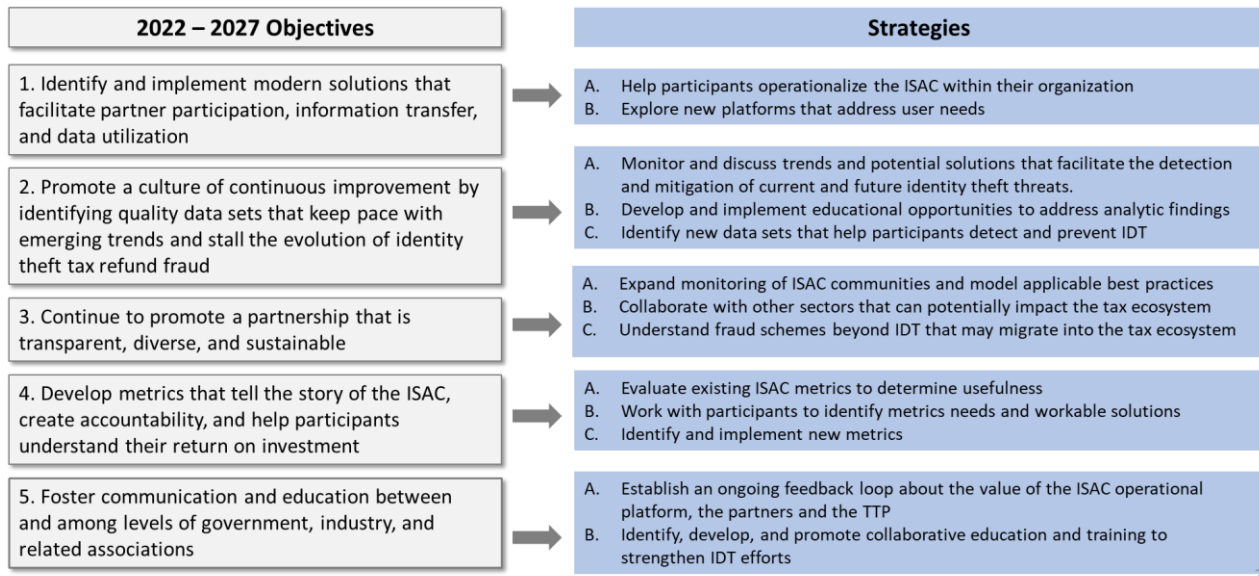 2022 – 2027 Objectives
Strategies
1. Identify and implement modern solutions that
facilitate partner participation, information transfer,
and data utilization
A. Help participants operationalize the ISAC within their organization
B. Explore new platforms that address user needs
2. Promote a culture of continuous improvement by
identifying quality data sets that keep pace with
emerging trends and stall the evolution of identity
theft tax refund fraud
A. Monitor and discuss trends and potential solutions that facilitate the detection
and mitigation of current and future identity theft threats.
B. Develop and implement educational opportunities to address analytic findings
C. Identify new data sets that help participants detect and prevent IDT
3. Continue to promote a partnership that is
transparent, diverse, and sustainable
A. Expand monitoring of ISAC communities and model applicable best practices
B. Collaborate with other sectors that can potentially impact the tax ecosystem
C. Understand fraud schemes beyond IDT that may migrate into the tax ecosystem
4. Develop metrics that tell the story of the ISAC,
create accountability, and help participants
understand their return on investment
A. Evaluate existing ISAC metrics to determine usefulness
B. Work with participants to identify metrics needs and workable solutions
C. Identify and implement new metrics
5. Foster communication and education between
and among levels of government, industry, and
related associations
A. Establish an ongoing feedback loop about the value of the ISAC operational
platform, the partners and the TTP
B. Identify, develop, and promote collaborative education and training to
strengthen IDT efforts